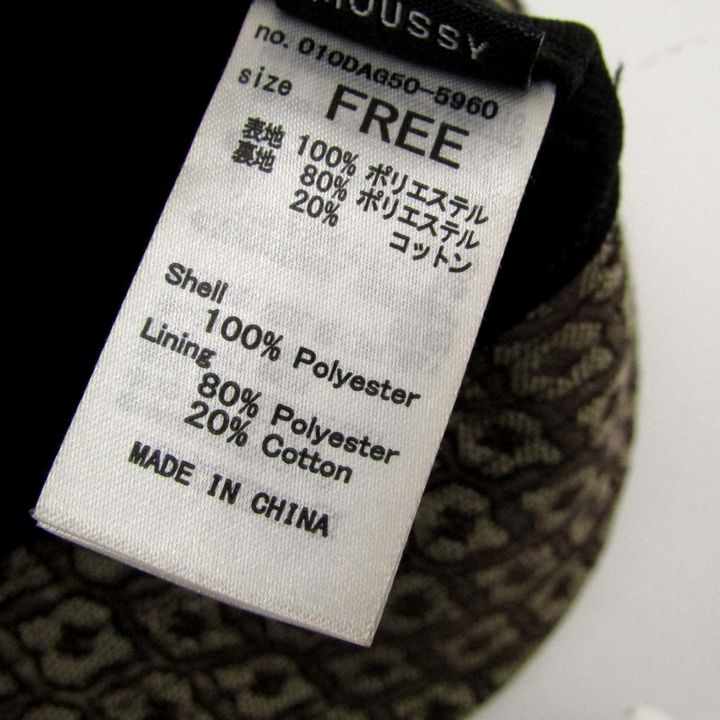 MOUSSY
no. 010DAG50-5960
size FREE
表地 100% ポリエステル
裏地 80% ポリエステル
20% コットン
Shell
100% Polyester
Lining
80% Polyester
20% Cotton
MADE IN CHINA